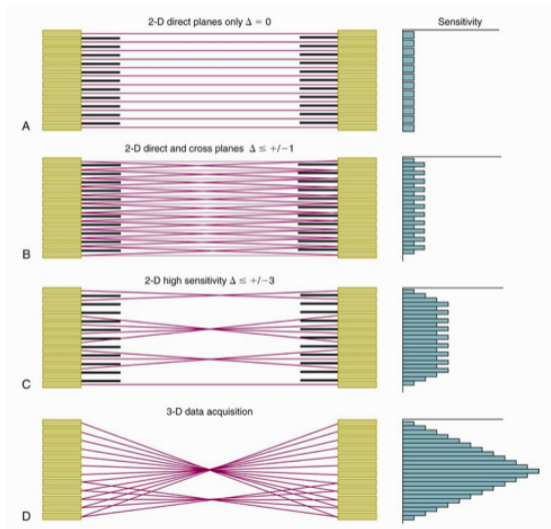 2-D direct planes only Δ = 0
Sensitivity
A
2-D direct and cross planes Δ ≤ +/−1
B
2-D high sensitivity Δ ≤ +/−3
C
3-D data acquisition
D